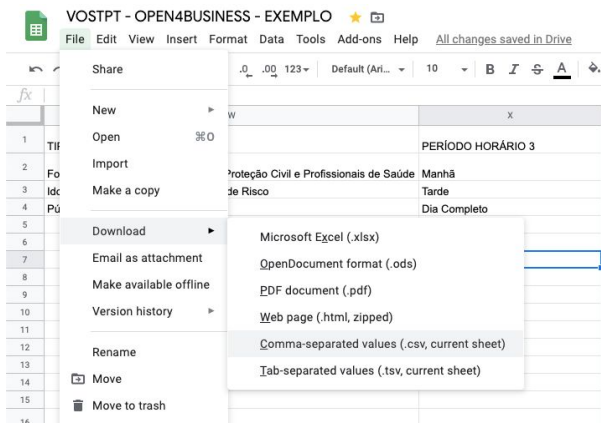 VOSTPT - OPEN4BUSINESS - EXEMPLO
File Edit View Insert Format Data Tools Add-ons Help All changes saved in Drive
.0 .00 123 Default (Ari... 10 B I S A
fx
W X
1 PERÍODO HORÁRIO 3
2 Fo Proteção Civil e Profissionais de Saúde Manhã
3 Ido de Risco Tarde
4 Pú Dia Completo
5
6
7
8
9
10
11
12
13
14
15
16
Share
New
Open ⌘O
Import
Make a copy
Download
Email as attachment
Make available offline
Version history
Rename
Move
Move to trash
Microsoft Excel (.xlsx)
OpenDocument format (.ods)
PDF document (.pdf)
Web page (.html, zipped)
Comma-separated values (.csv, current sheet)
Tab-separated values (.tsv, current sheet)